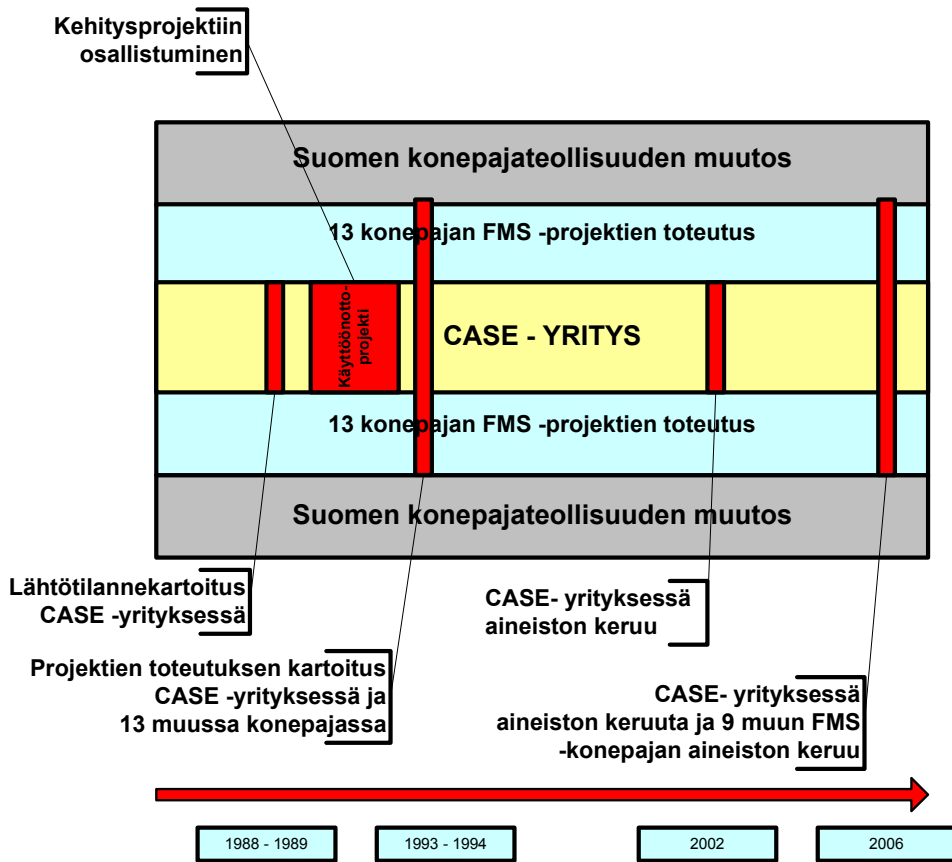 Kehitysprojektiin
osallistuminen
Suomen konepajateollisuuden muutos
13 konepajan FMS -projektien toteutus
Käyttöönotto-
projekti
CASE - YRITYS
13 konepajan FMS -projektien toteutus
Suomen konepajateollisuuden muutos
Lähtötilannekartoitus
CASE -yrityksessä
Projektien toteutuksen kartoitus
CASE -yrityksessä ja
13 muussa konepajassa
CASE- yrityksessä
aineiston keruu
CASE- yrityksessä
aineiston keruuta ja 9 muun FMS
-konepajan aineiston keruu
1988 - 1989
1993 - 1994
2002
2006